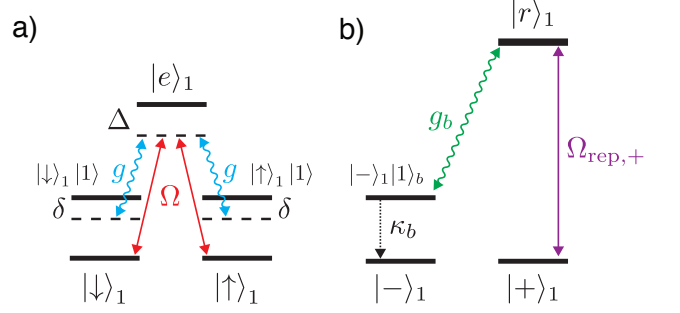 a)
|e⟩₁
Δ
|↓⟩₁ |1⟩
g
Ω
g
|↑⟩₁ |1⟩
δ
δ
|↓⟩₁
|↑⟩₁
b)
|r⟩₁
g_b
Ω_rep,+
|−⟩₁|1⟩_b
κ_b
|−⟩₁
|+⟩₁